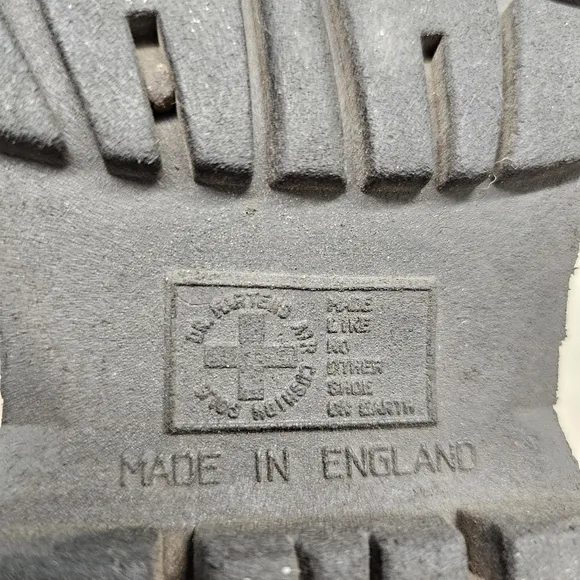 DR. MARTENS AIR CUSHION SOLE
MADE
LIKE
NO
OTHER
SHOE
ON EARTH
MADE IN ENGLAND